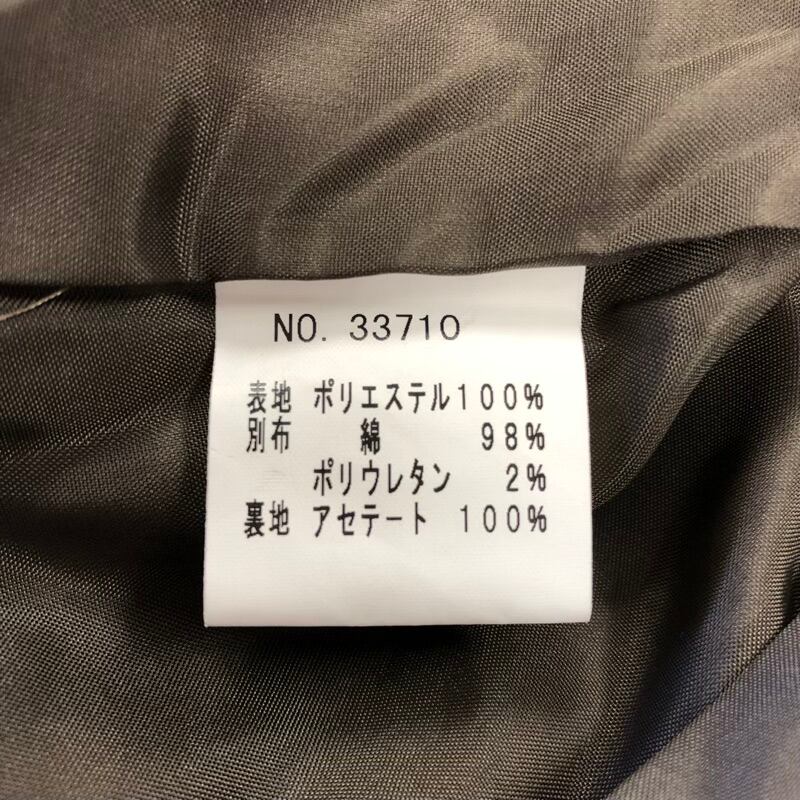 NO. 33710
表地 ポリエステル100%
別布 綿 98%
ポリウレタン 2%
裏地 アセテート 100%